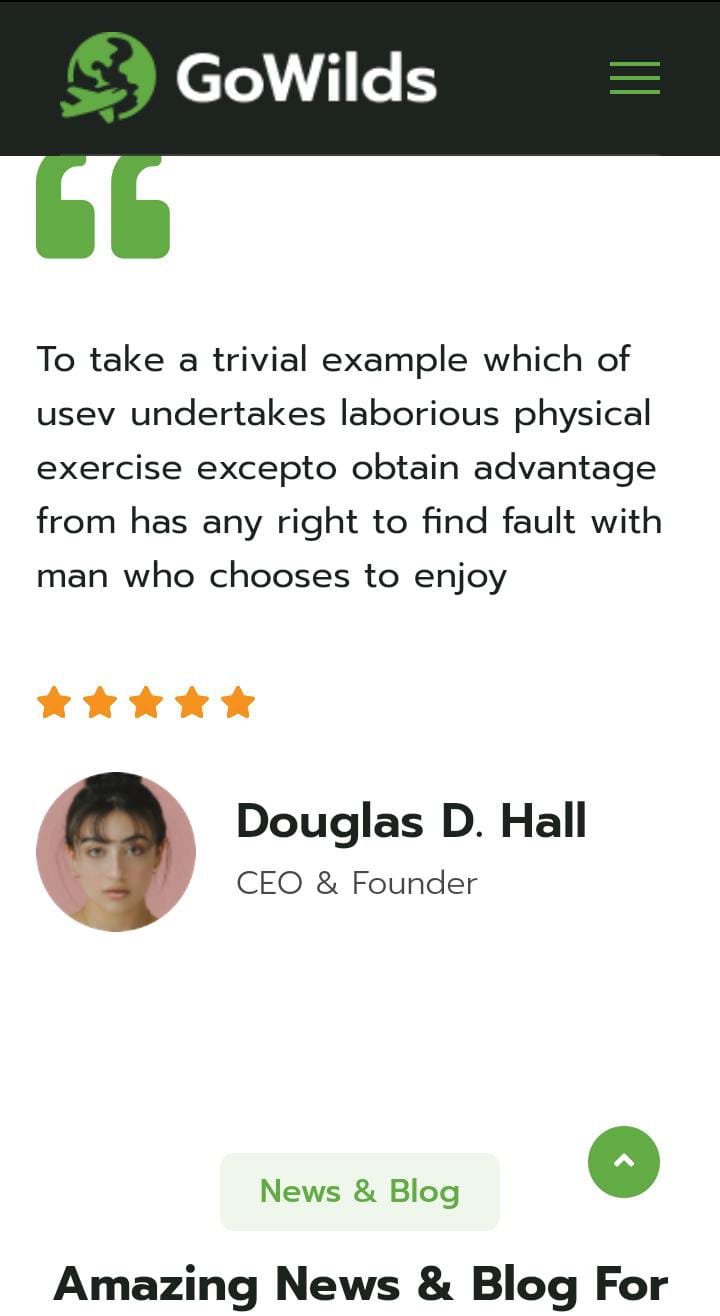 GoWilds
To take a trivial example which of
usev undertakes laborious physical
exercise excepto obtain advantage
from has any right to find fault with
man who chooses to enjoy
Douglas D. Hall
CEO & Founder
News & Blog
Amazing News & Blog For